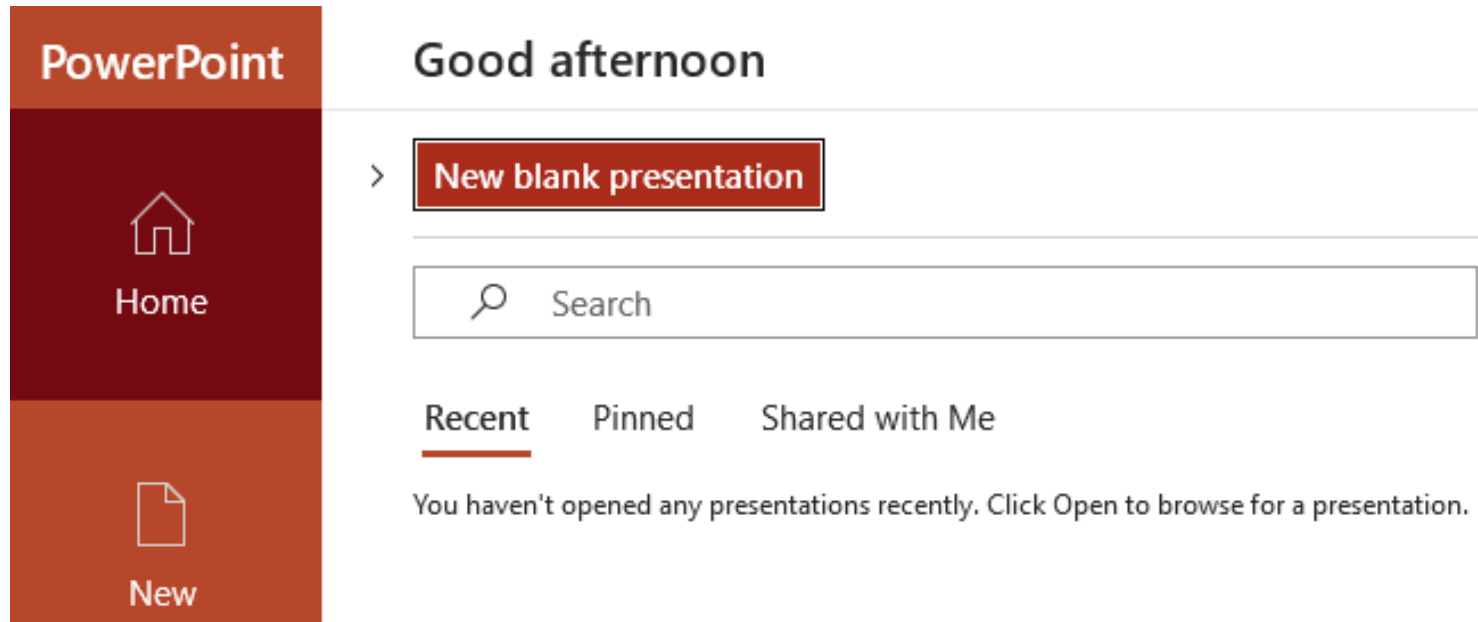 PowerPoint
Good afternoon
Home
New
New blank presentation
Search
Recent Pinned Shared with Me
You haven't opened any presentations recently. Click Open to browse for a presentation.